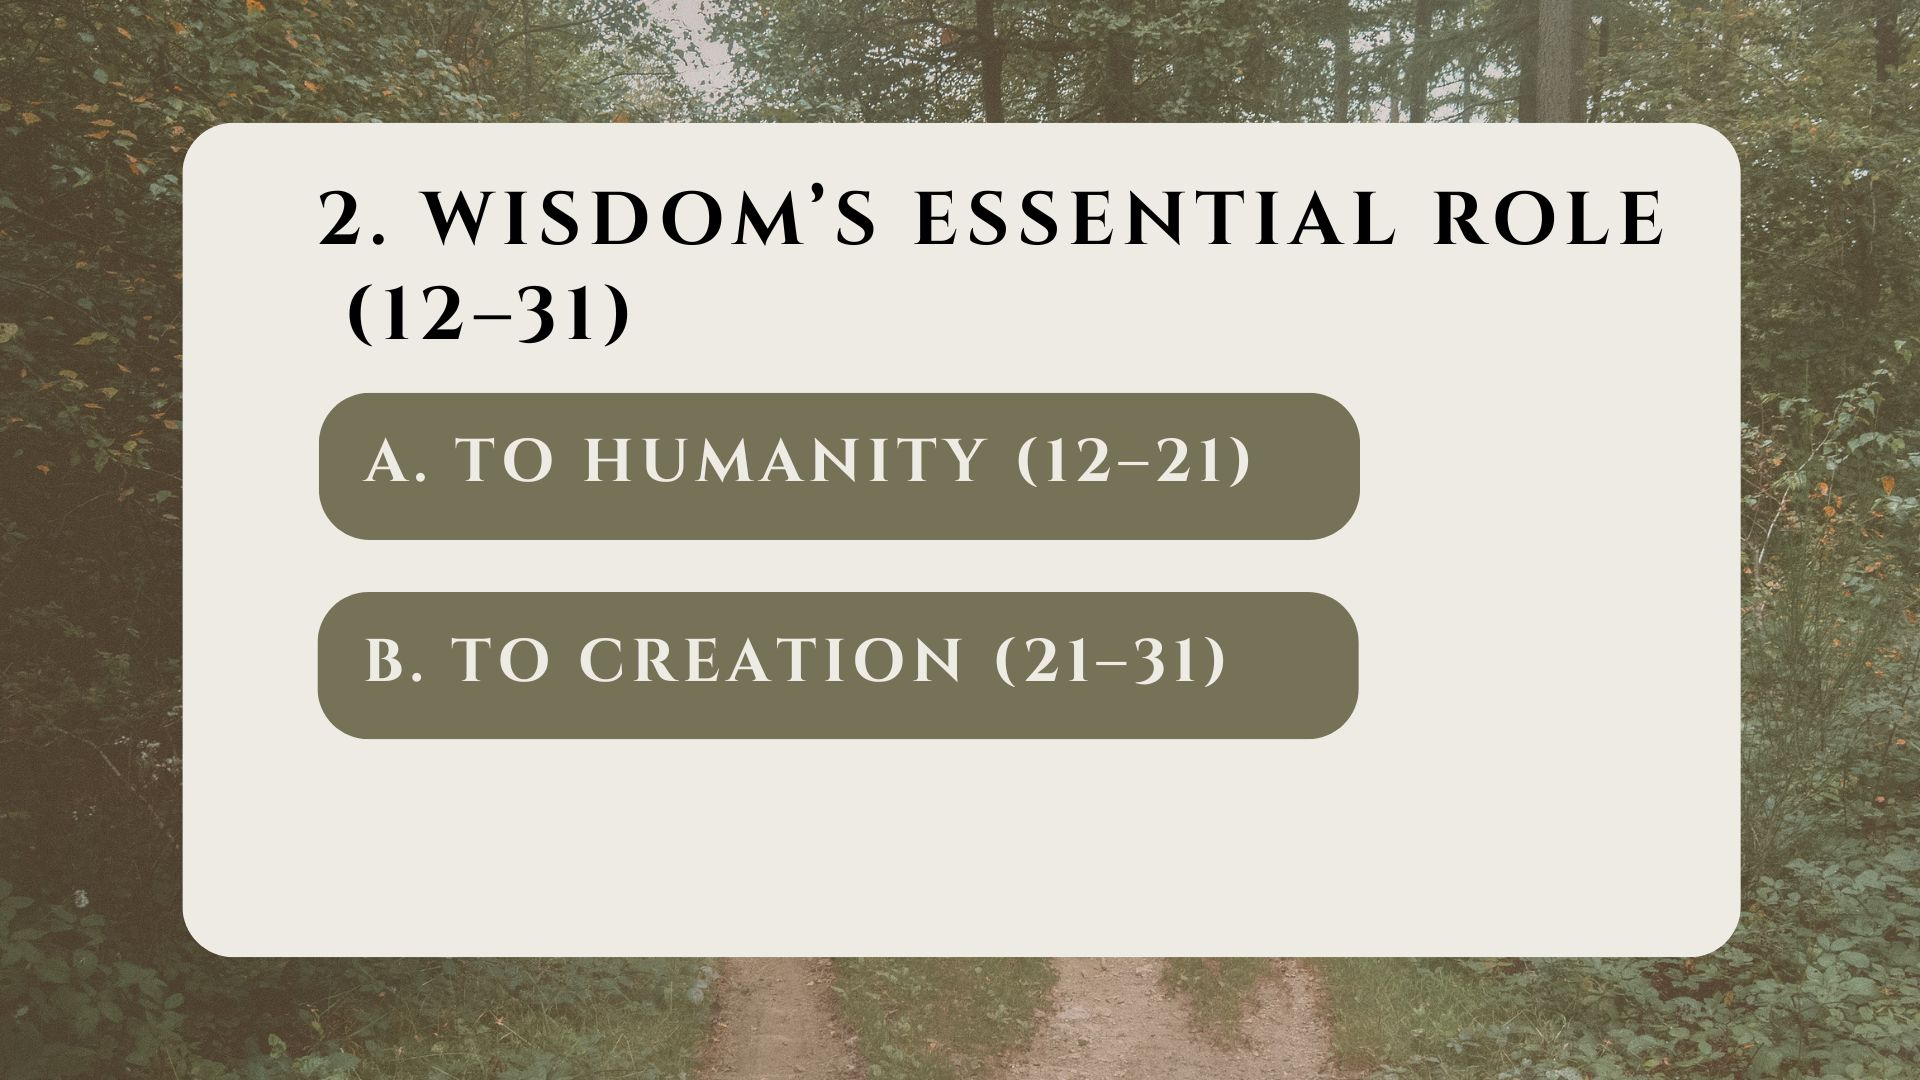 2. WISDOM’S ESSENTIAL ROLE
(12–31)
A. TO HUMANITY (12–21)
B. TO CREATION (21–31)